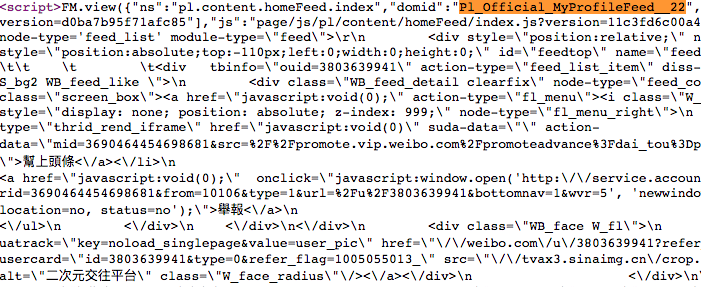 <script>FM.view({"ns":"pl.content.homeFeed.index","domid":"Pl_Official_MyProfileFeed__22",
version=d0ba7b95f71afc85"],"js":"page/js/pl/content/homeFeed/index.js?version=11c3fd6c00a4
node-type='feed_list' module-type=\"feed\">\r\n <div style=\"position:relative;\" n
style=\"position:absolute;top:-110px;left:0;width:0;height:0;\" id=\"feedtop\" name=\"feed
\t\t \t \t<div tbinfo=\"ouid=3803639941\" action-type=\"feed_list_item\" diss-
S_bg2 WB_feed_like \">\n <div class=\"WB_feed_detail clearfix\" node-type=\"feed_co
class=\"screen_box\"><a href=\"javascript:void(0);\" action-type=\"fl_menu\"><i class=\"W_
style=\"display: none; position: absolute; z-index: 999;\" node-type=\"fl_menu_right\">\n
type=\"thrid_rend_iframe\" href=\"javascript:void(0)\" suda-data=\"\" action-
data=\"mid=3690464454698681&src=%2F%2Fpromote.vip.weibo.com%2Fpromoteadvance%3Fdai_tou%3Dp
\">幫上頭條<\/a><\/li>\n
<a href=\"javascript:void(0);\" onclick=\"javascript:window.open('http:\/\/service.accoun
rid=3690464454698681&from=10106&type=1&url=%2Fu%2F3803639941&bottomnav=1&wvr=5', 'newwindo
location=no, status=no');\">舉報<\/a>\n
<\/ul>\n <\/div>\n <\/div>\n<\/div>\n <div class=\"WB_face W_fl\">\n
uatrack=\"key=noload_singlepage&value=user_pic\" href=\"\/\/weibo.com\/u\/3803639941?refer
usercard=\"id=3803639941&type=0&refer_flag=1005055013_\" src=\"\/\/tvax3.sinaimg.cn\/crop.
alt=\"二次元交往平台\" class=\"W_face_radius\"\/><\/a><\/div>\n <\/div>\n